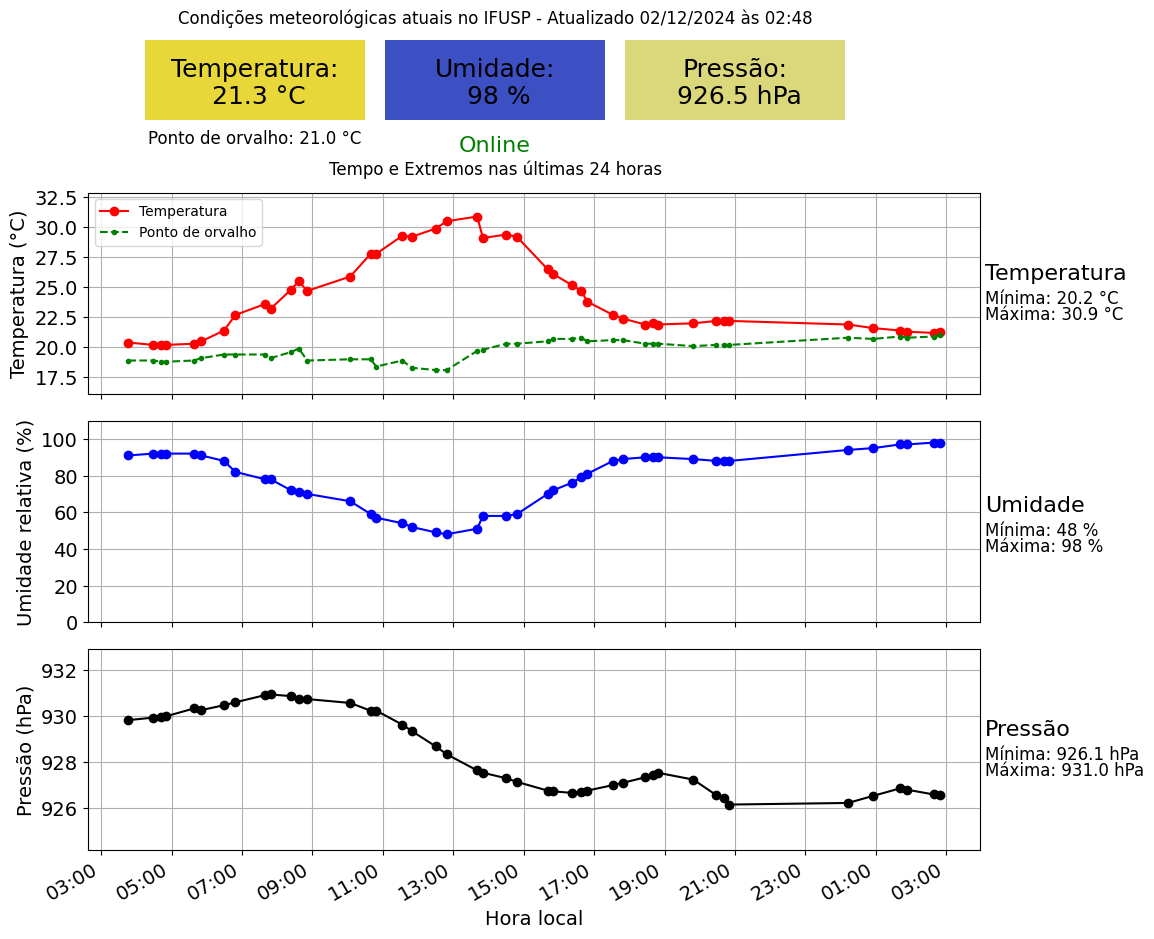 Condições meteorológicas atuais no IFUSP - Atualizado 02/12/2024 às 02:48
Temperatura:
21.3 °C
Umidade:
98 %
Pressão:
926.5 hPa
Ponto de orvalho: 21.0 °C
Online
Tempo e Extremos nas últimas 24 horas
Temperatura (°C)
32.5
30.0
27.5
25.0
22.5
20.0
17.5
Temperatura
Ponto de orvalho
Temperatura
Mínima: 20.2 °C
Máxima: 30.9 °C
Umidade relativa (%)
100
80
60
40
20
0
Umidade
Mínima: 48 %
Máxima: 98 %
Pressão (hPa)
932
930
928
926
Pressão
Mínima: 926.1 hPa
Máxima: 931.0 hPa
03:00 05:00 07:00 09:00 11:00 13:00 15:00 17:00 19:00 21:00 23:00 01:00 03:00
Hora local